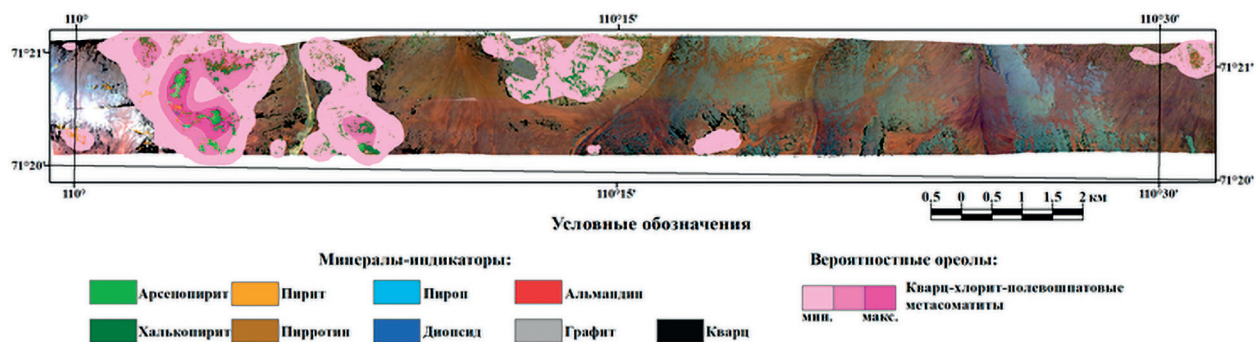 110° 110°15' 110°30'
71°21' 71°21'
71°20' 71°20'
110° 110°15' 110°30'
0.5 0 0.5 1 1.5 2 км
Условные обозначения
Минералы-индикаторы: Вероятностные ореолы:
Арсенопирит Пирит Пироп Альмандин Кварц-хлорит-полевошпатовые
метасоматиты
мин. макс.
Халькопирит Пирротин Диопсид Графит Кварц